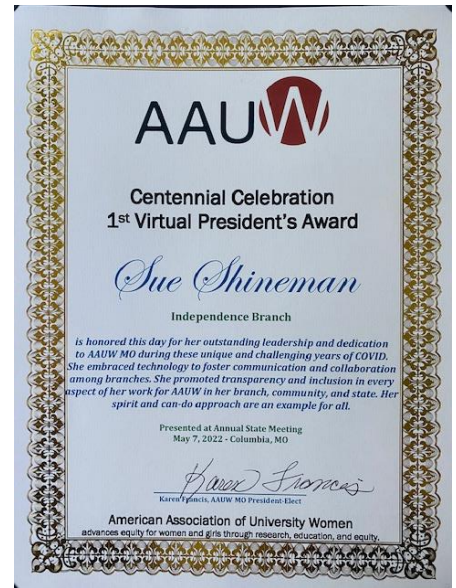 AAUW
Centennial Celebration
1st Virtual President's Award
Sue Shineman
Independence Branch
is honored this day for her outstanding leadership and dedication
to AAUW MO during these unique and challenging years of COVID.
She embraced technology to foster communication and collaboration
among branches. She promoted transparency and inclusion in every
aspect of her work for AAUW in her branch, community, and state. Her
spirit and can-do approach are an example for all.
Presented at Annual State Meeting
May 7, 2022 - Columbia, MO
Karen Francis
Karen Francis, AAUW MO President-Elect
American Association of University Women
advances equity for women and girls through research, education, and equity.